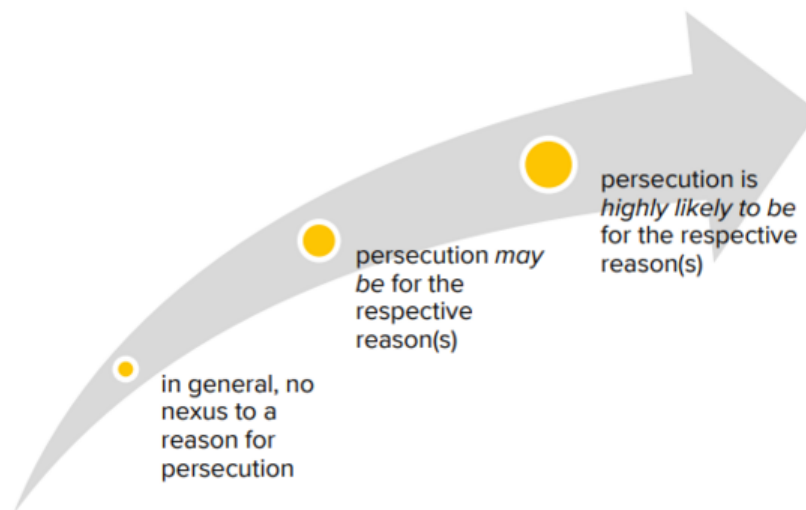 persecution is
highly likely to be
for the respective
reason(s)
persecution may
be for the
respective
reason(s)
in general, no
nexus to a
reason for
persecution